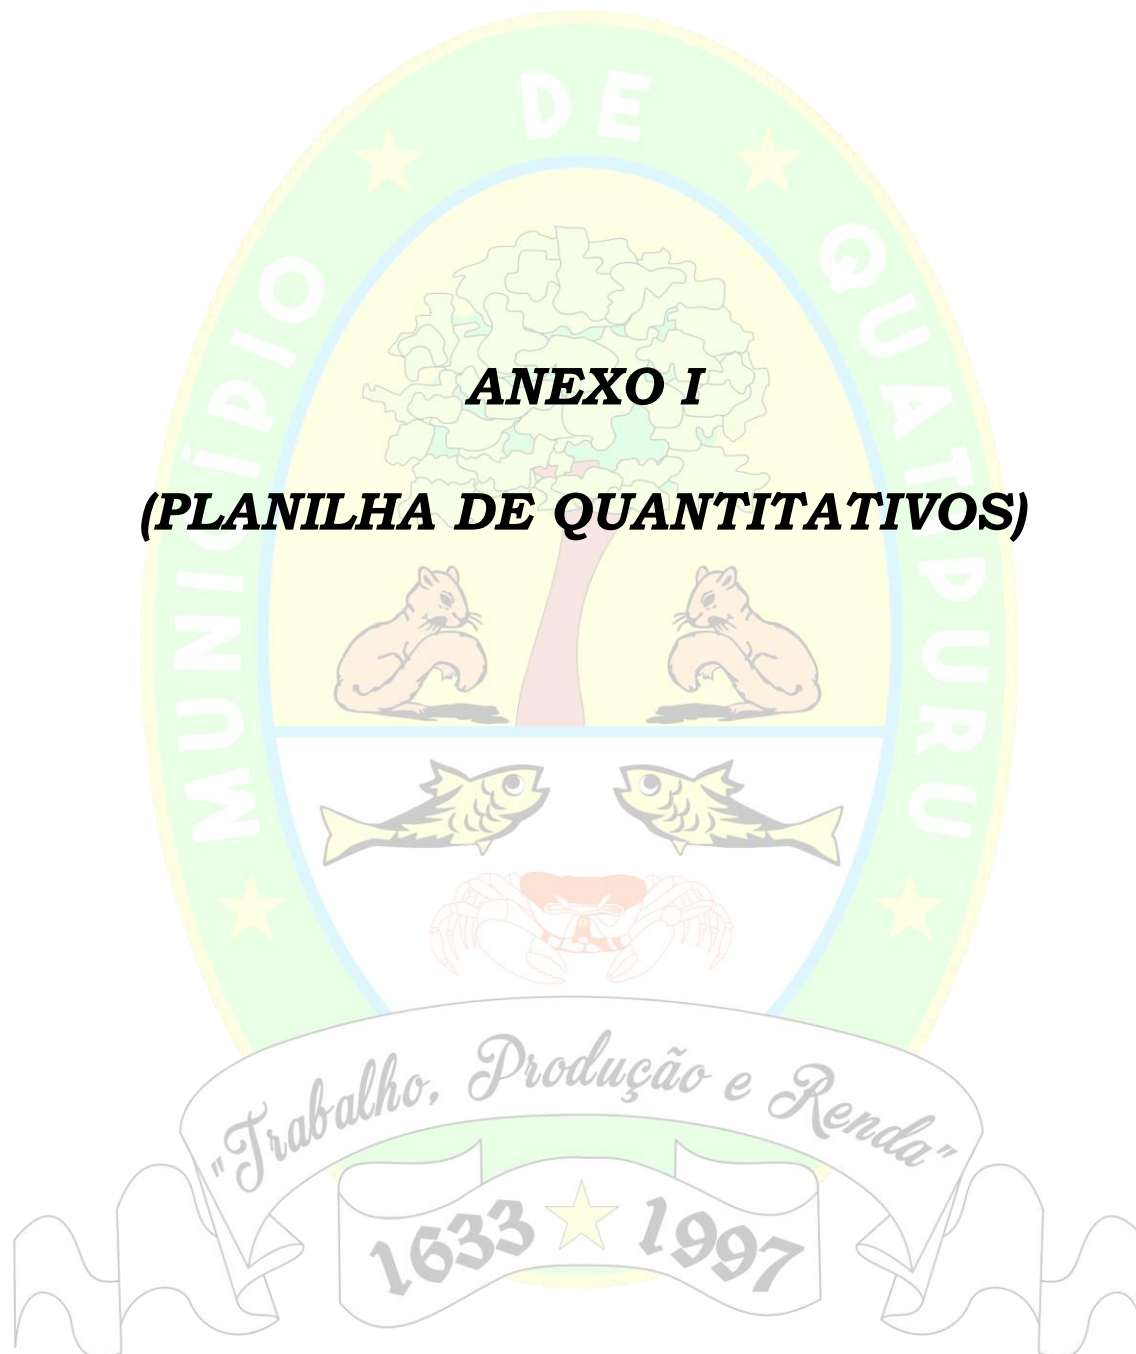 MUNICÍPIO DE QUATIPURU
ANEXO I
(PLANILHA DE QUANTITATIVOS)
"Trabalho, Produção e Renda"
1633 1997